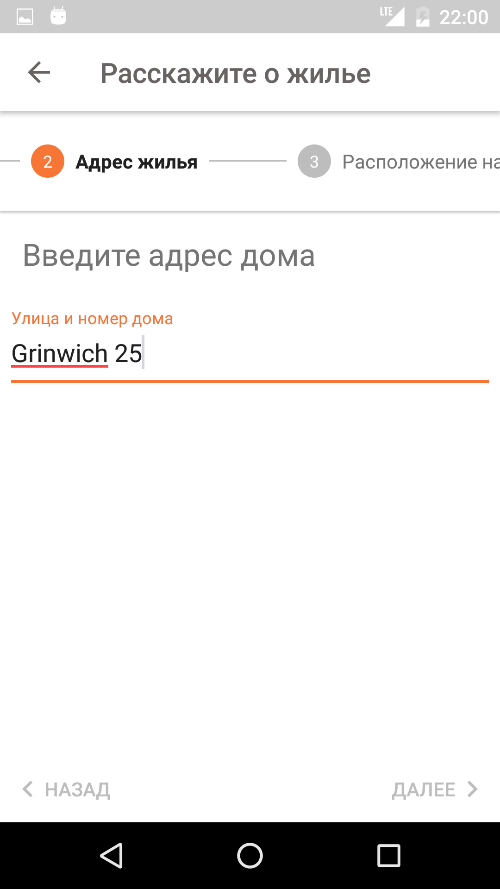 LTE 22:00
Расскажите о жилье
2 Адрес жилья 3 Расположение на
Введите адрес дома
Улица и номер дома
Grinwich 25
НАЗАД ДАЛЕЕ